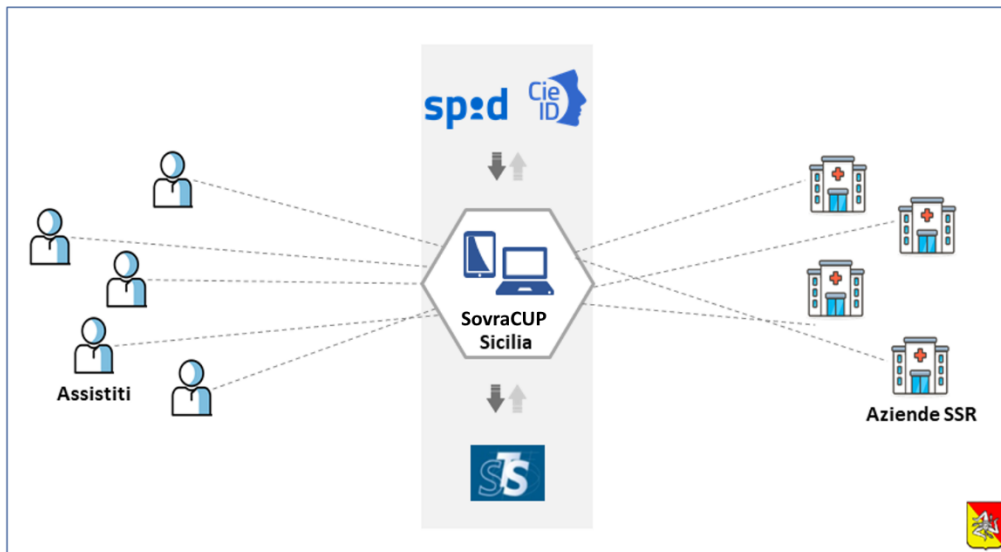 spid
Cie
ID
SovraCUP
Sicilia
Assistiti
Aziende SSR
STS